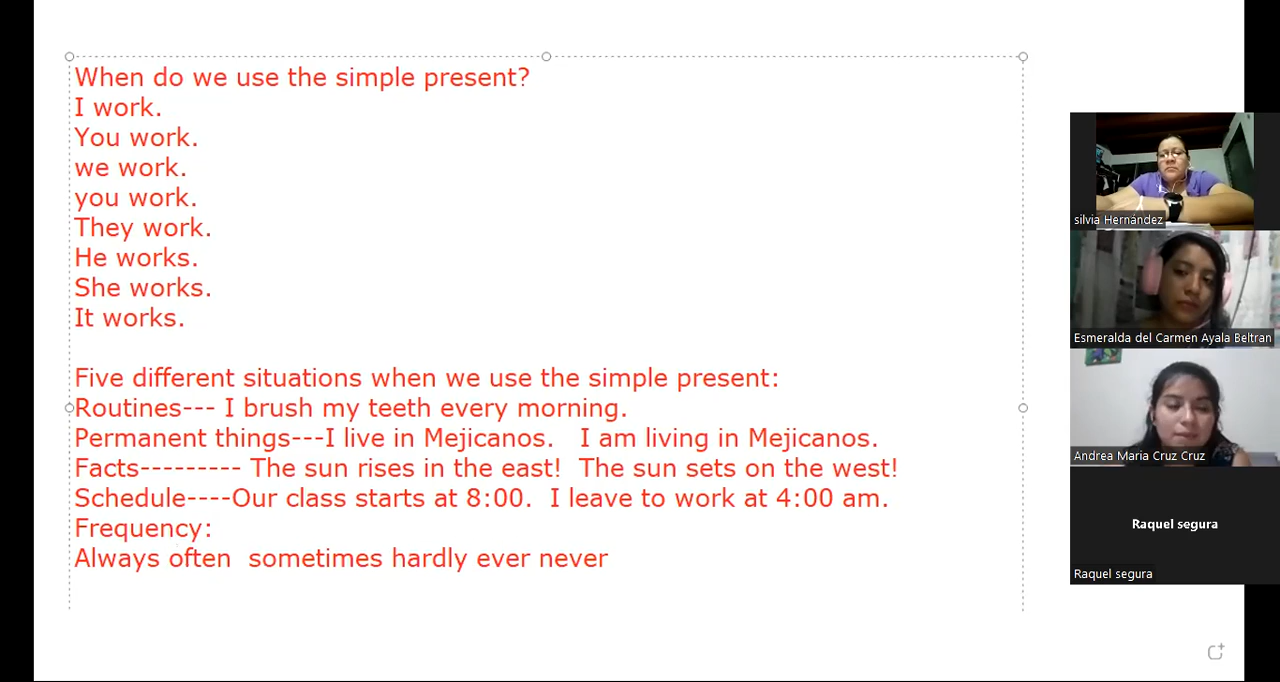 When do we use the simple present?
I work.
You work.
we work.
you work.
They work.
He works.
She works.
It works.
Five different situations when we use the simple present:
Routines--- I brush my teeth every morning.
Permanent things---I live in Mejicanos.   I am living in Mejicanos.
Facts--------- The sun rises in the east!  The sun sets on the west!
Schedule----Our class starts at 8:00.  I leave to work at 4:00 am.
Frequency:
Always often  sometimes hardly ever never
silvia Hernández
Esmeralda del Carmen Ayala Beltran
Andrea Maria Cruz Cruz
Raquel segura
Raquel segura